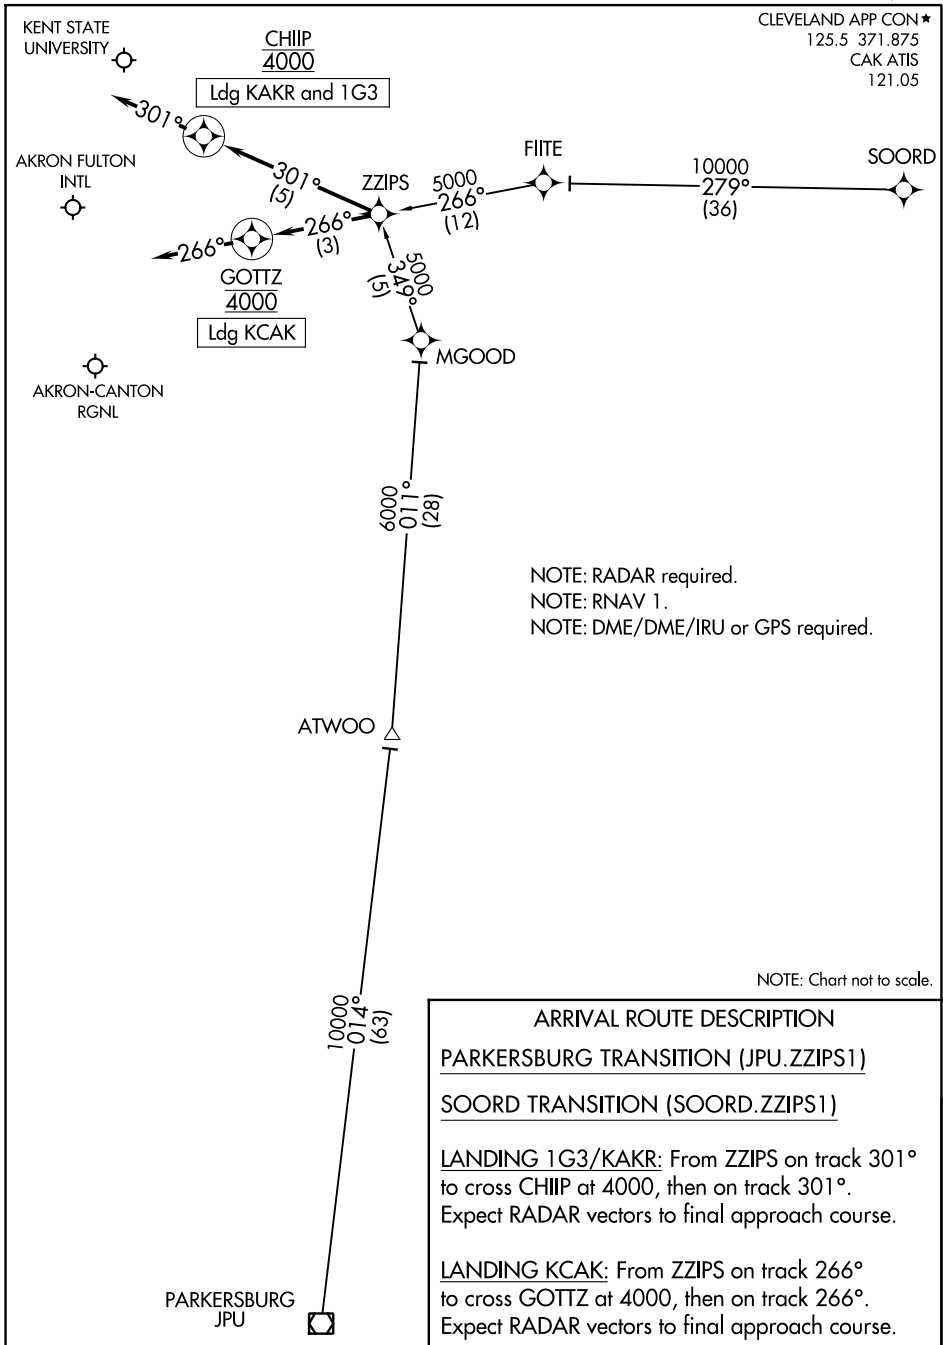 KENT STATE
UNIVERSITY
CHIIP
4000
Ldg KAKR and 1G3
CLEVELAND APP CON★
125.5 371.875
CAK ATIS
121.05
301°
AKRON FULTON
INTL
301°
(5)
ZZIPS
5000
266°
(12)
FIITE
10000
279°
(36)
SOORD
266°
266°
(3)
GOTTZ
4000
Ldg KCAK
5000
349°
(5)
MGOOD
AKRON-CANTON
RGNL
6000
011°
(28)
NOTE: RADAR required.
NOTE: RNAV 1.
NOTE: DME/DME/IRU or GPS required.
ATWOO
10000
014°
(63)
NOTE: Chart not to scale.
PARKERSBURG
JPU
ARRIVAL ROUTE DESCRIPTION
PARKERSBURG TRANSITION (JPU.ZZIPS1)
SOORD TRANSITION (SOORD.ZZIPS1)
LANDING 1G3/KAKR: From ZZIPS on track 301°
to cross CHIIP at 4000, then on track 301°.
Expect RADAR vectors to final approach course.
LANDING KCAK: From ZZIPS on track 266°
to cross GOTTZ at 4000, then on track 266°.
Expect RADAR vectors to final approach course.